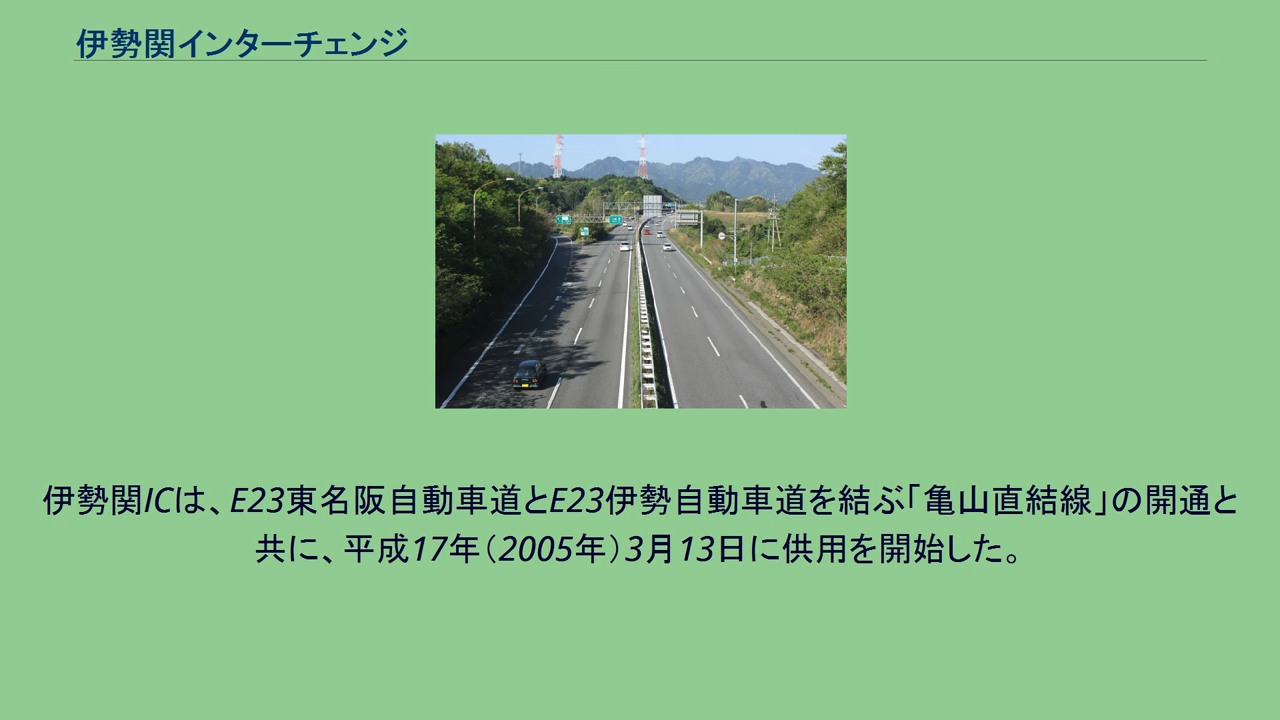 伊勢関インターチェンジ
伊勢関ICは、E23東名阪自動車道とE23伊勢自動車道を結ぶ「亀山直結線」の開通と
共に、平成17年（2005年）3月13日に供用を開始した。